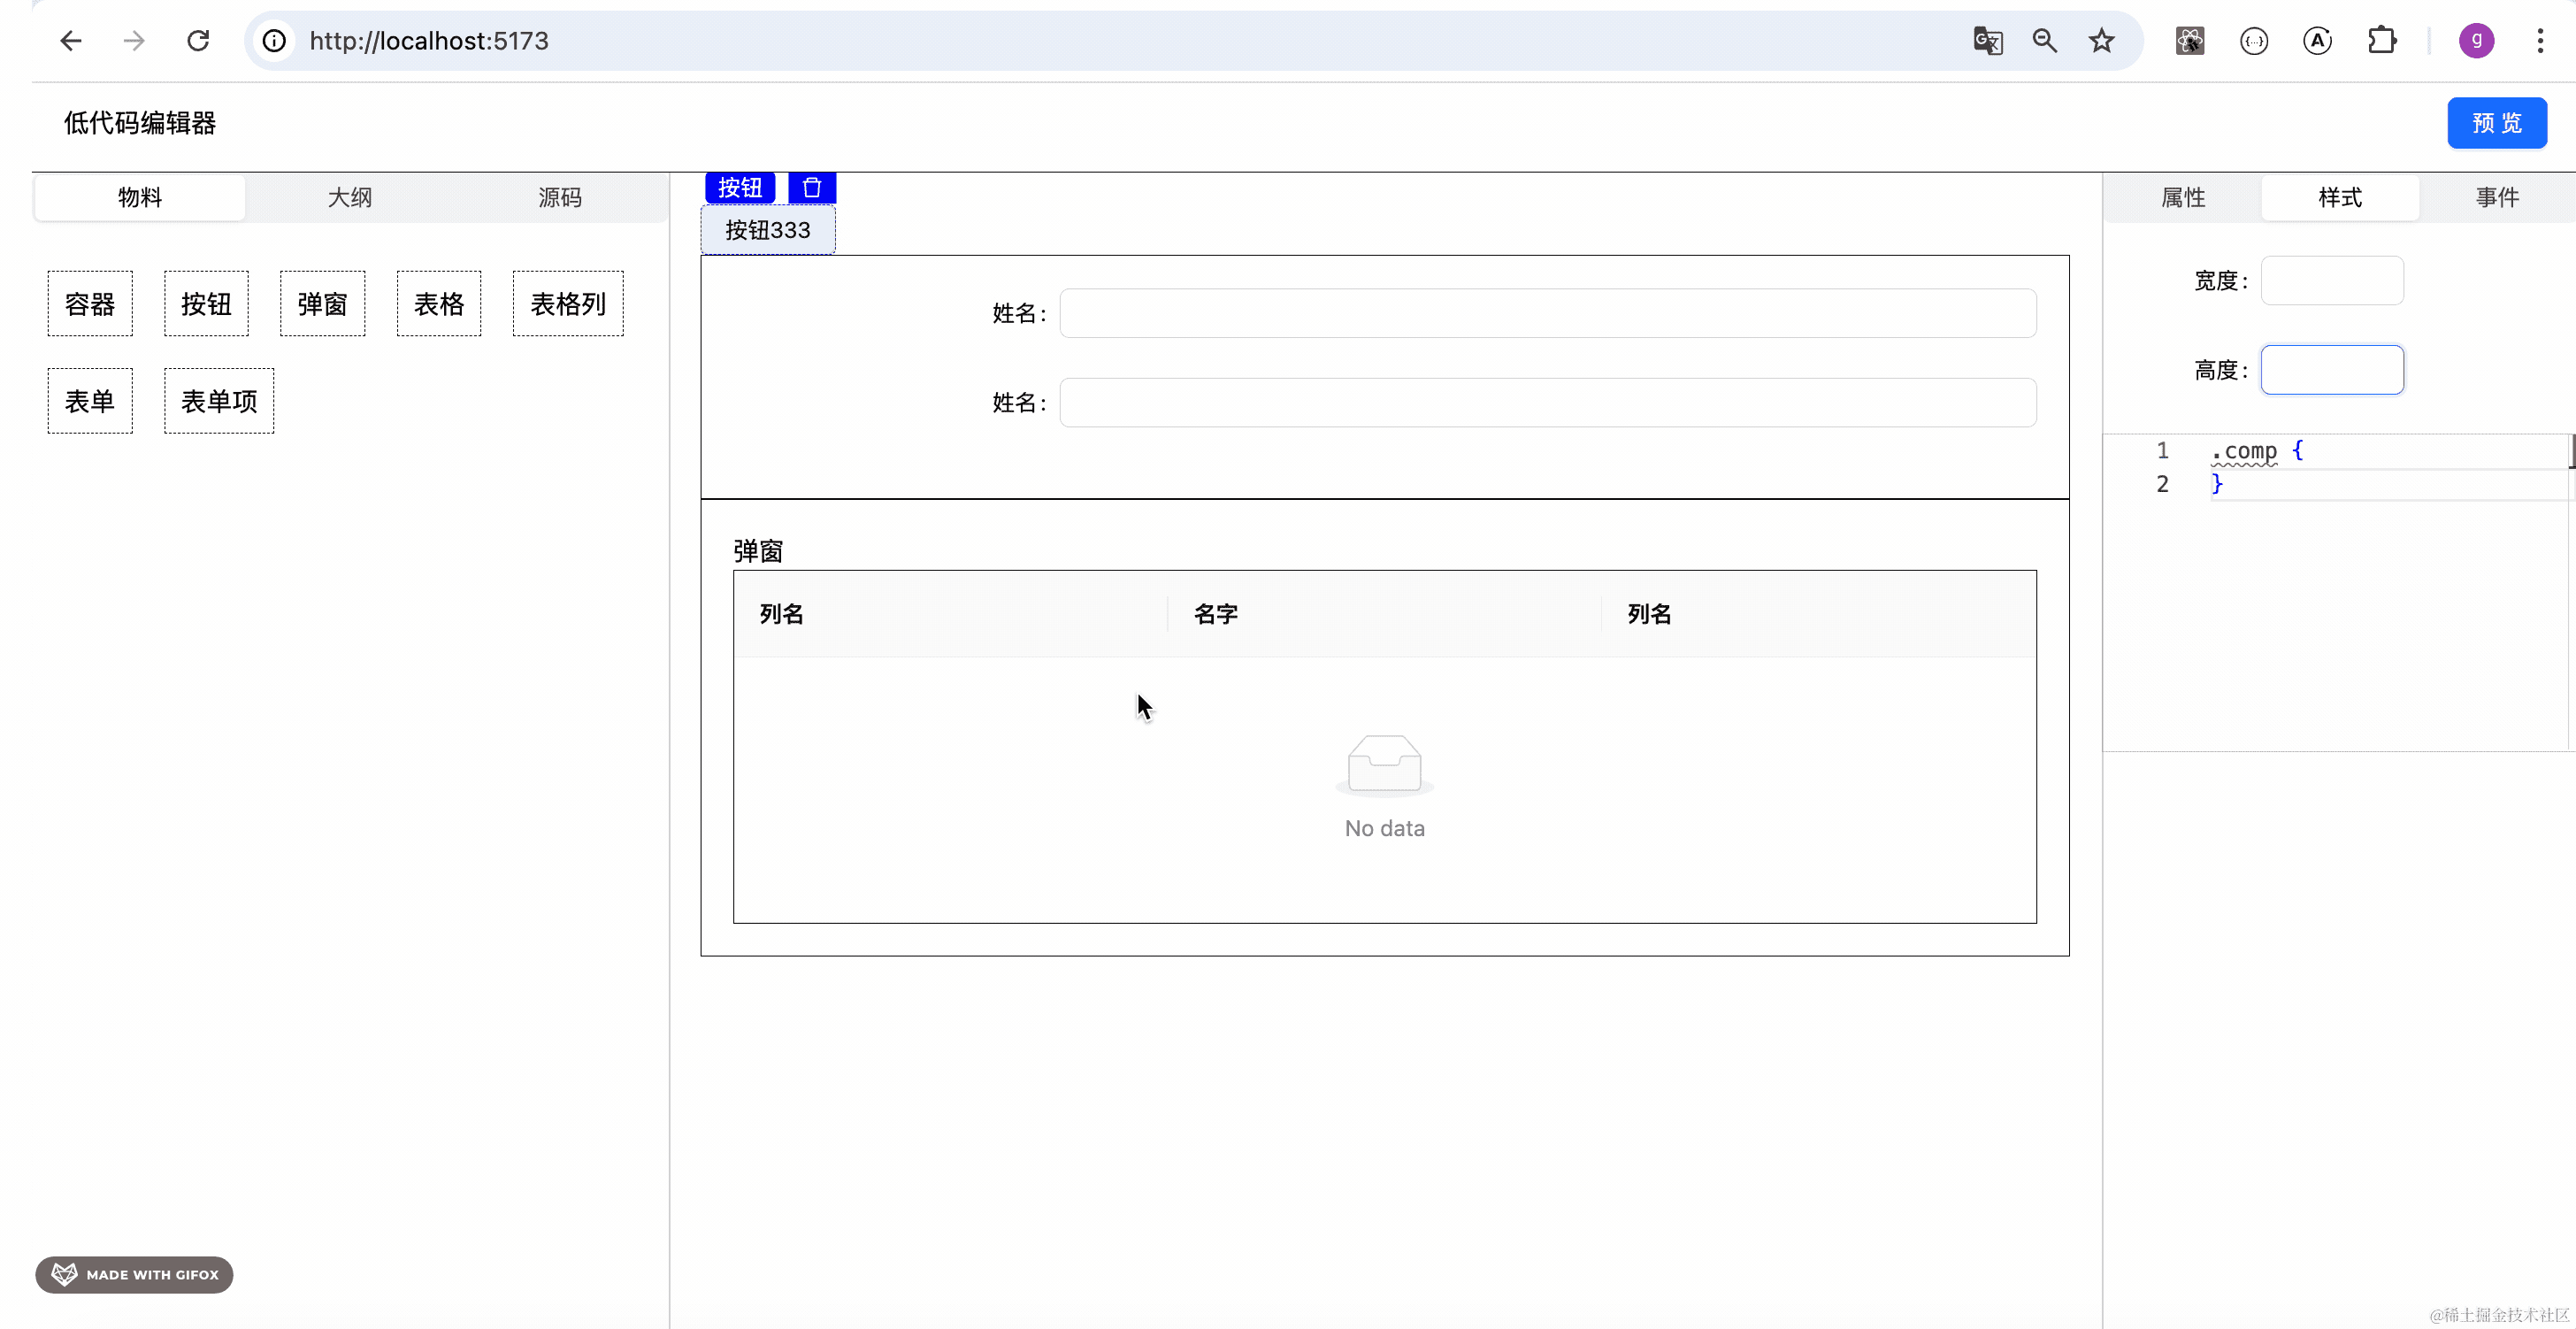 http://localhost:5173
g
低代码编辑器
预 览
物料
大纲
源码
容器
按钮
弹窗
表格
表格列
表单
表单项
按钮
按钮333
姓名:
姓名:
弹窗
列名
名字
列名
No data
属性
样式
事件
宽度:
高度:
1 .comp {
2 }
MADE WITH GIFOX
@稀土掘金技术社区